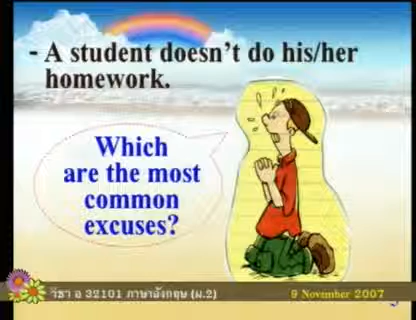 - A student doesn't do his/her
homework.
Which
are the most
common
excuses?
วิชา อ 32101 ภาษาอังกฤษ (ม.2)
9 November 2007